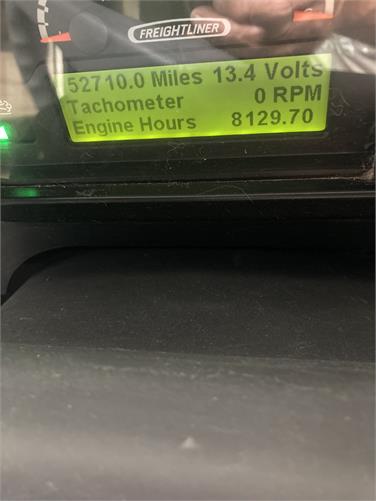 FREIGHTLINER
52710.0 Miles 13.4 Volts
Tachometer 0 RPM
Engine Hours 8129.70